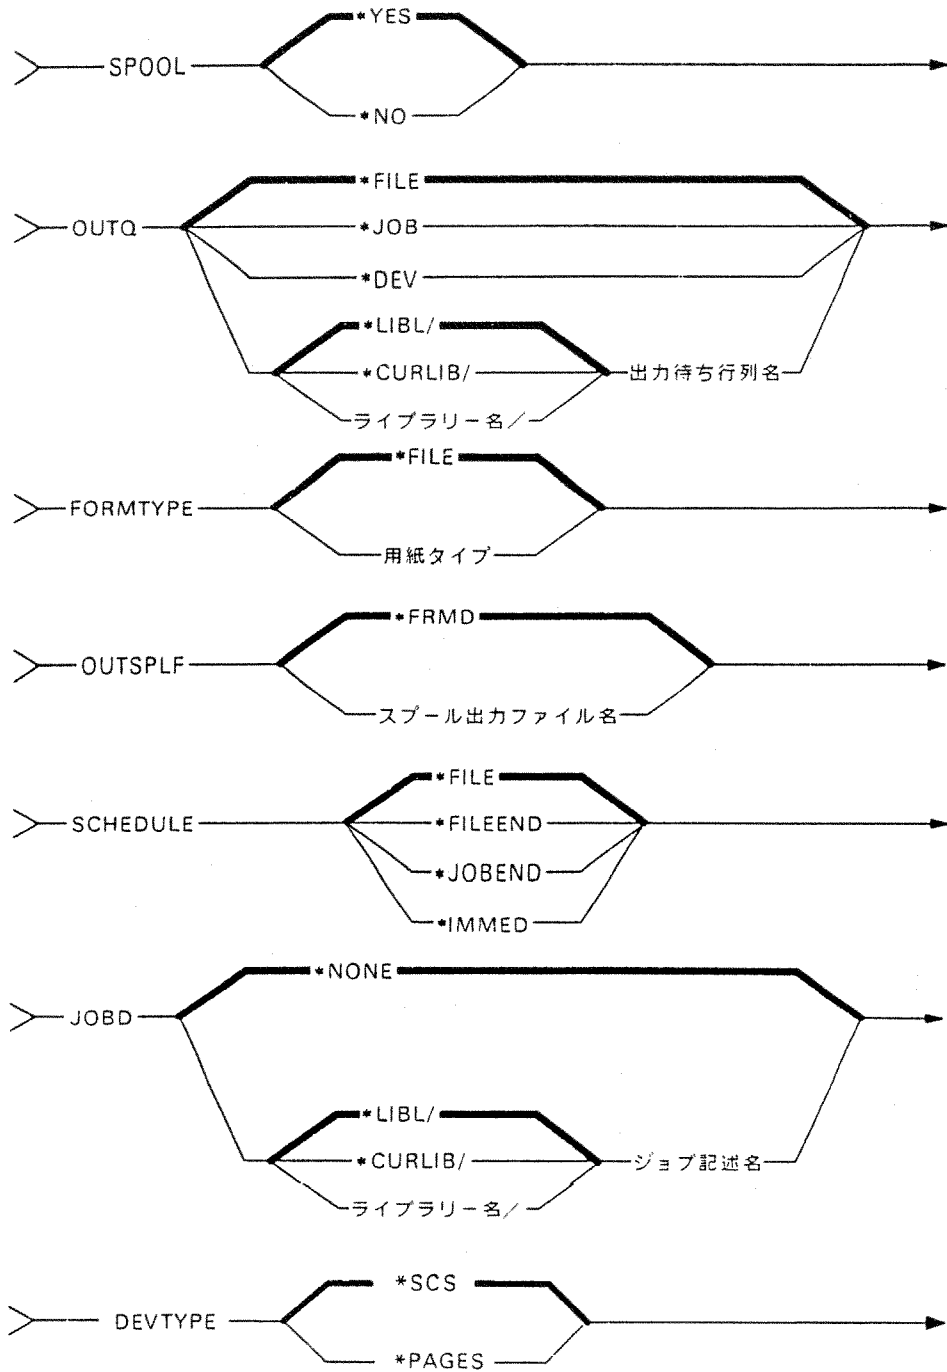 *YES
SPOOL
*NO
*FILE
OUTQ
*JOB
*DEV
*LIBL/
*CURLIB/
出力待ち行列名
ライブラリー名/
*FILE
FORMTYPE
用紙タイプ
*FRMD
OUTSPLF
スプール出力ファイル名
*FILE
SCHEDULE
*FILEEND
*JOBEND
*IMMED
*NONE
JOBD
*LIBL/
*CURLIB/
ジョブ記述名
ライブラリー名/
*SCS
DEVTYPE
*PAGES